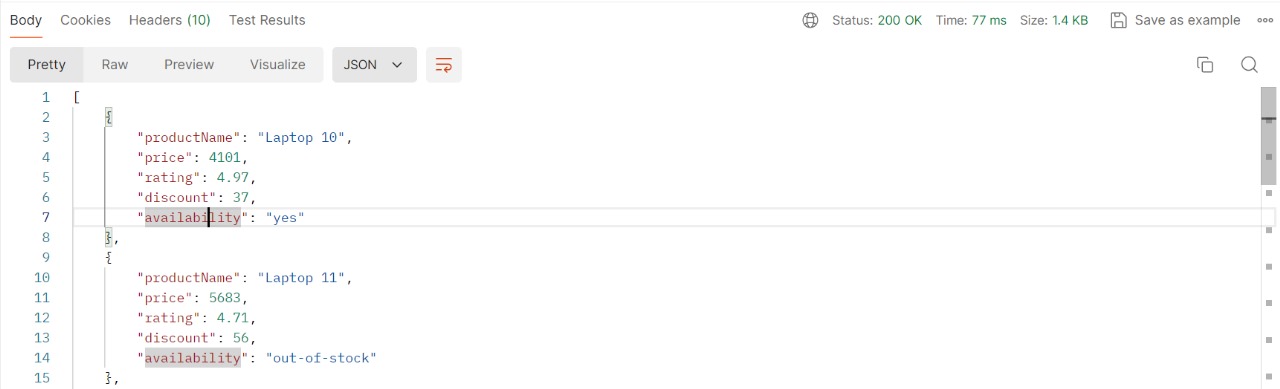 Body Cookies Headers (10) Test Results Status: 200 OK Time: 77 ms Size: 1.4 KB Save as example
Pretty Raw Preview Visualize JSON
1 [
2 {
3 "productName": "Laptop 10",
4 "price": 4101,
5 "rating": 4.97,
6 "discount": 37,
7 "availability": "yes"
8 },
9 {
10 "productName": "Laptop 11",
11 "price": 5683,
12 "rating": 4.71,
13 "discount": 56,
14 "availability": "out-of-stock"
15 },